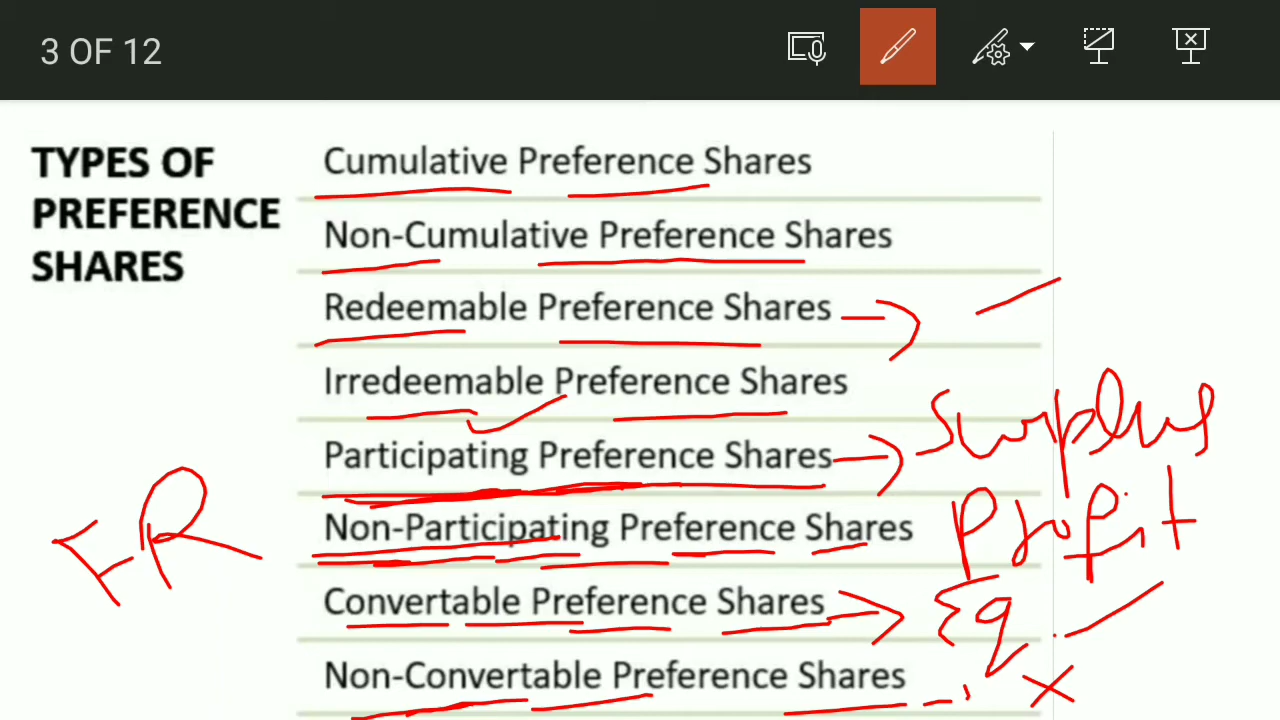 3 OF 12
TYPES OF
PREFERENCE
SHARES
Cumulative Preference Shares
Non-Cumulative Preference Shares
Redeemable Preference Shares
Irredeemable Preference Shares
Participating Preference Shares
Surplus
Profit
Non-Participating Preference Shares
Convertable Preference Shares
Eq
Non-Convertable Preference Shares